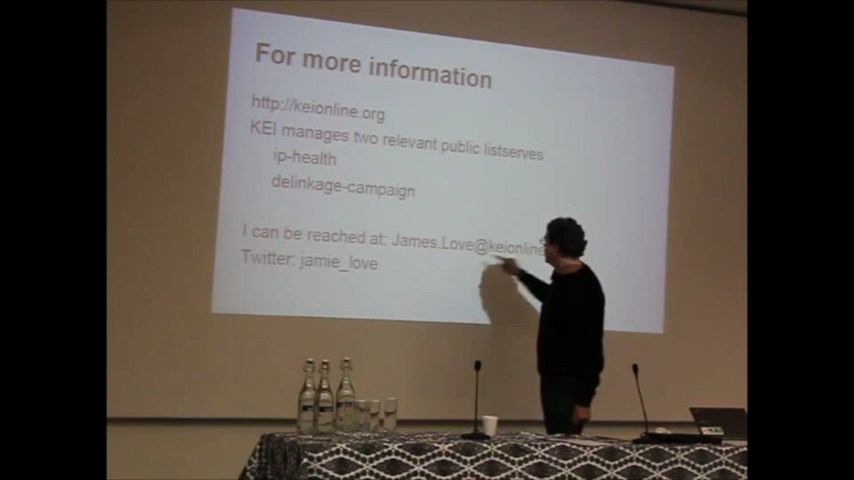 For more information
http://keionline.org
KEI manages two relevant public listserves
ip-health
delinkage-campaign
I can be reached at: James.Love@keionline
Twitter: jamie_love